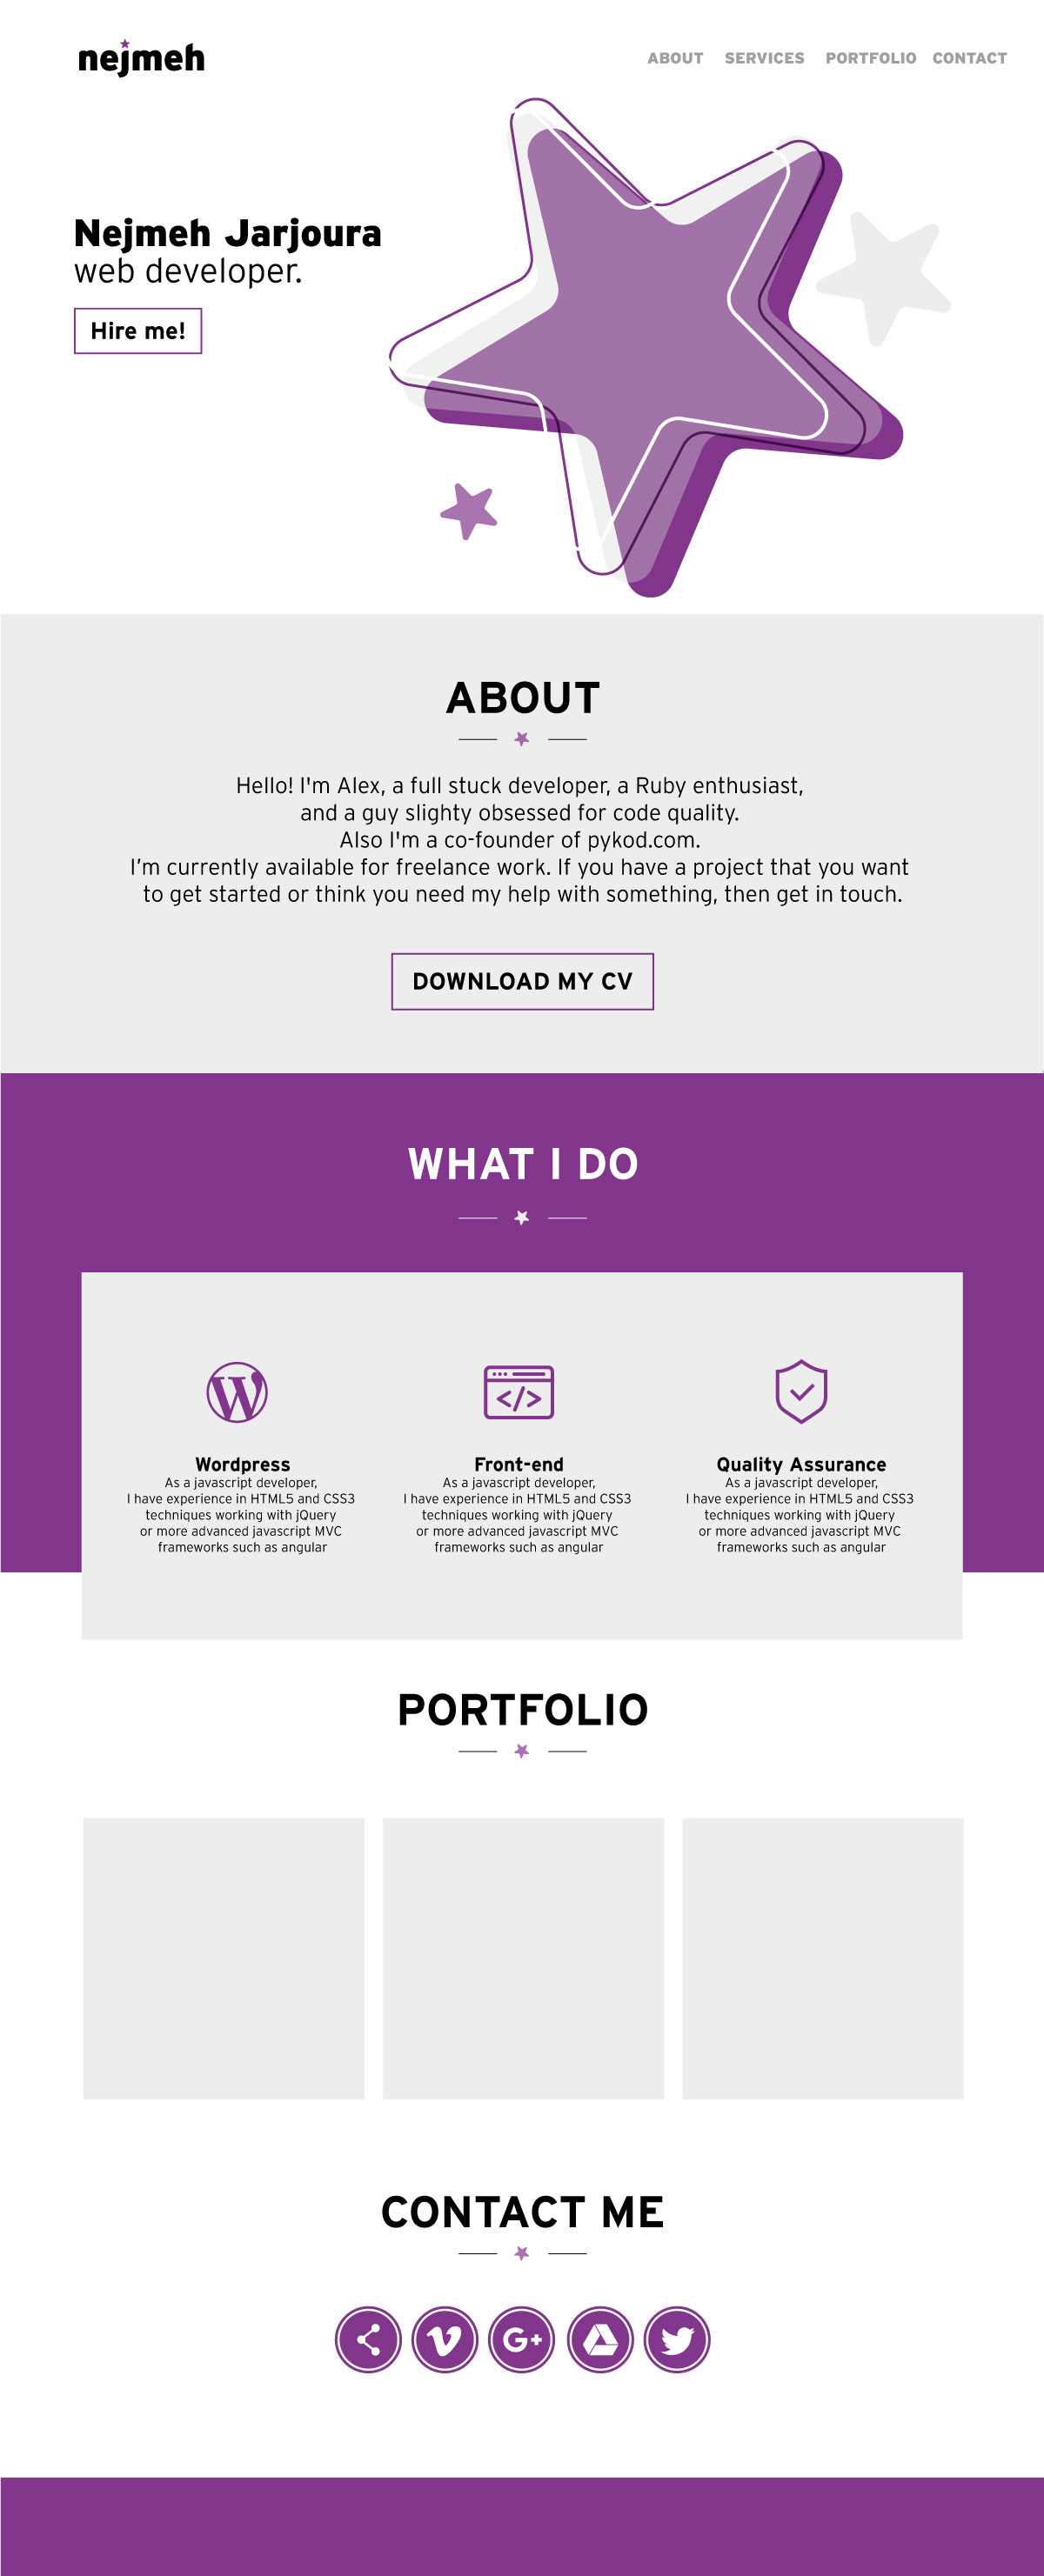 nejmeh
ABOUT SERVICES PORTFOLIO CONTACT
Nejmeh Jarjoura
web developer.
Hire me!
ABOUT
Hello! I'm Alex, a full stuck developer, a Ruby enthusiast,
and a guy slighty obsessed for code quality.
Also I'm a co-founder of pykod.com.
I’m currently available for freelance work. If you have a project that you want
to get started or think you need my help with something, then get in touch.
DOWNLOAD MY CV
WHAT I DO
Wordpress
As a javascript developer,
I have experience in HTML5 and CSS3
techniques working with jQuery
or more advanced javascript MVC
frameworks such as angular
Front-end
As a javascript developer,
I have experience in HTML5 and CSS3
techniques working with jQuery
or more advanced javascript MVC
frameworks such as angular
Quality Assurance
As a javascript developer,
I have experience in HTML5 and CSS3
techniques working with jQuery
or more advanced javascript MVC
frameworks such as angular
PORTFOLIO
CONTACT ME